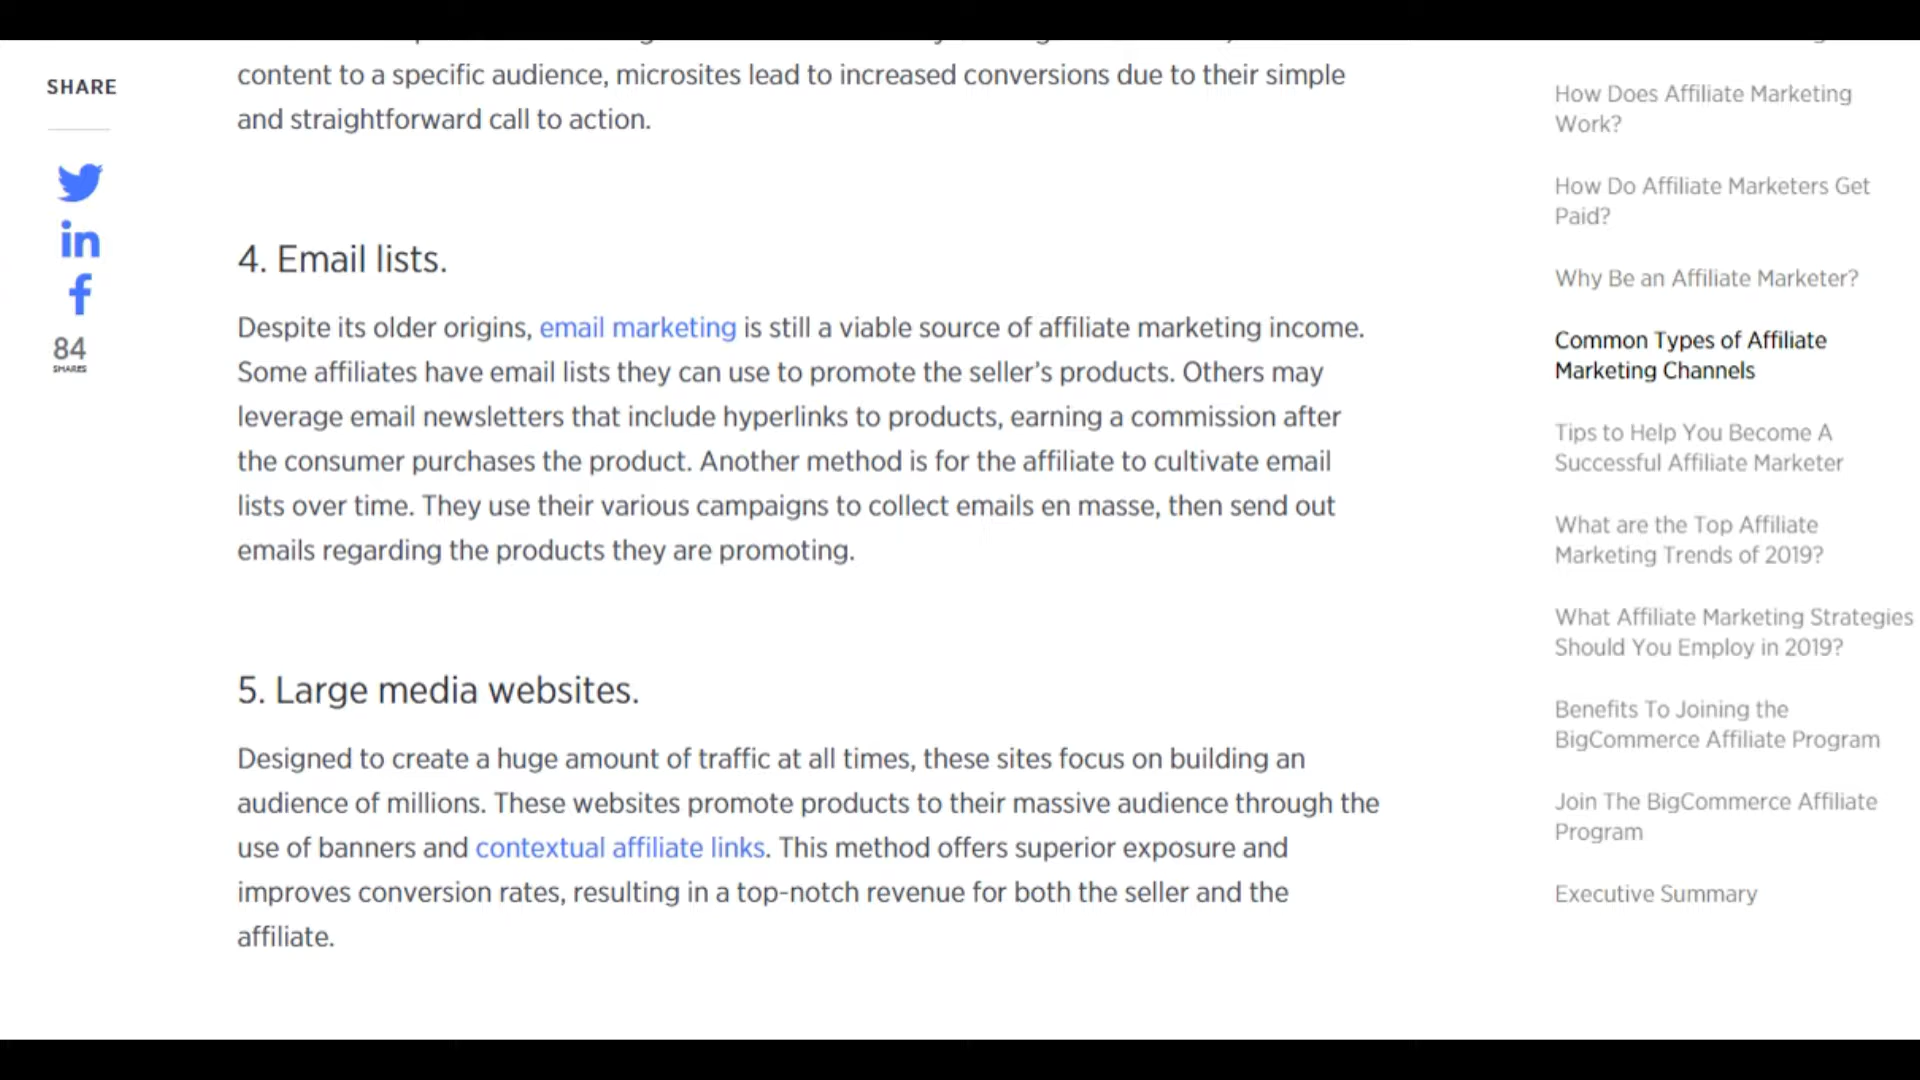 SHARE
84
SHARES
content to a specific audience, microsites lead to increased conversions due to their simple
and straightforward call to action.
4. Email lists.
Despite its older origins, email marketing is still a viable source of affiliate marketing income.
Some affiliates have email lists they can use to promote the seller’s products. Others may
leverage email newsletters that include hyperlinks to products, earning a commission after
the consumer purchases the product. Another method is for the affiliate to cultivate email
lists over time. They use their various campaigns to collect emails en masse, then send out
emails regarding the products they are promoting.
5. Large media websites.
Designed to create a huge amount of traffic at all times, these sites focus on building an
audience of millions. These websites promote products to their massive audience through the
use of banners and contextual affiliate links. This method offers superior exposure and
improves conversion rates, resulting in a top-notch revenue for both the seller and the
affiliate.
How Does Affiliate Marketing
Work?
How Do Affiliate Marketers Get
Paid?
Why Be an Affiliate Marketer?
Common Types of Affiliate
Marketing Channels
Tips to Help You Become A
Successful Affiliate Marketer
What are the Top Affiliate
Marketing Trends of 2019?
What Affiliate Marketing Strategies
Should You Employ in 2019?
Benefits To Joining the
BigCommerce Affiliate Program
Join The BigCommerce Affiliate
Program
Executive Summary